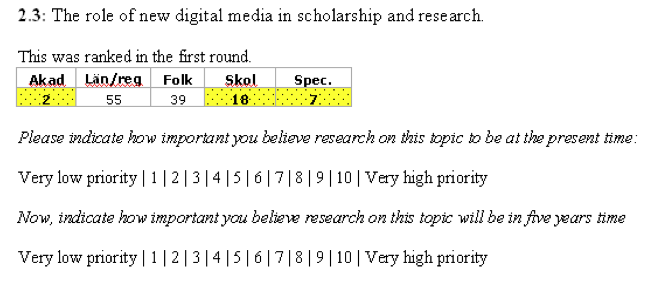 2.3: The role of new digital media in scholarship and research.
This was ranked in the first round.
Akad Län/reg Folk Skol Spec.
2 55 39 18 7
Please indicate how important you believe research on this topic to be at the present time:
Very low priority | 1 | 2 | 3 | 4 | 5 | 6 | 7 | 8 | 9 | 10 | Very high priority
Now, indicate how important you believe research on this topic will be in five years time
Very low priority | 1 | 2 | 3 | 4 | 5 | 6 | 7 | 8 | 9 | 10 | Very high priority